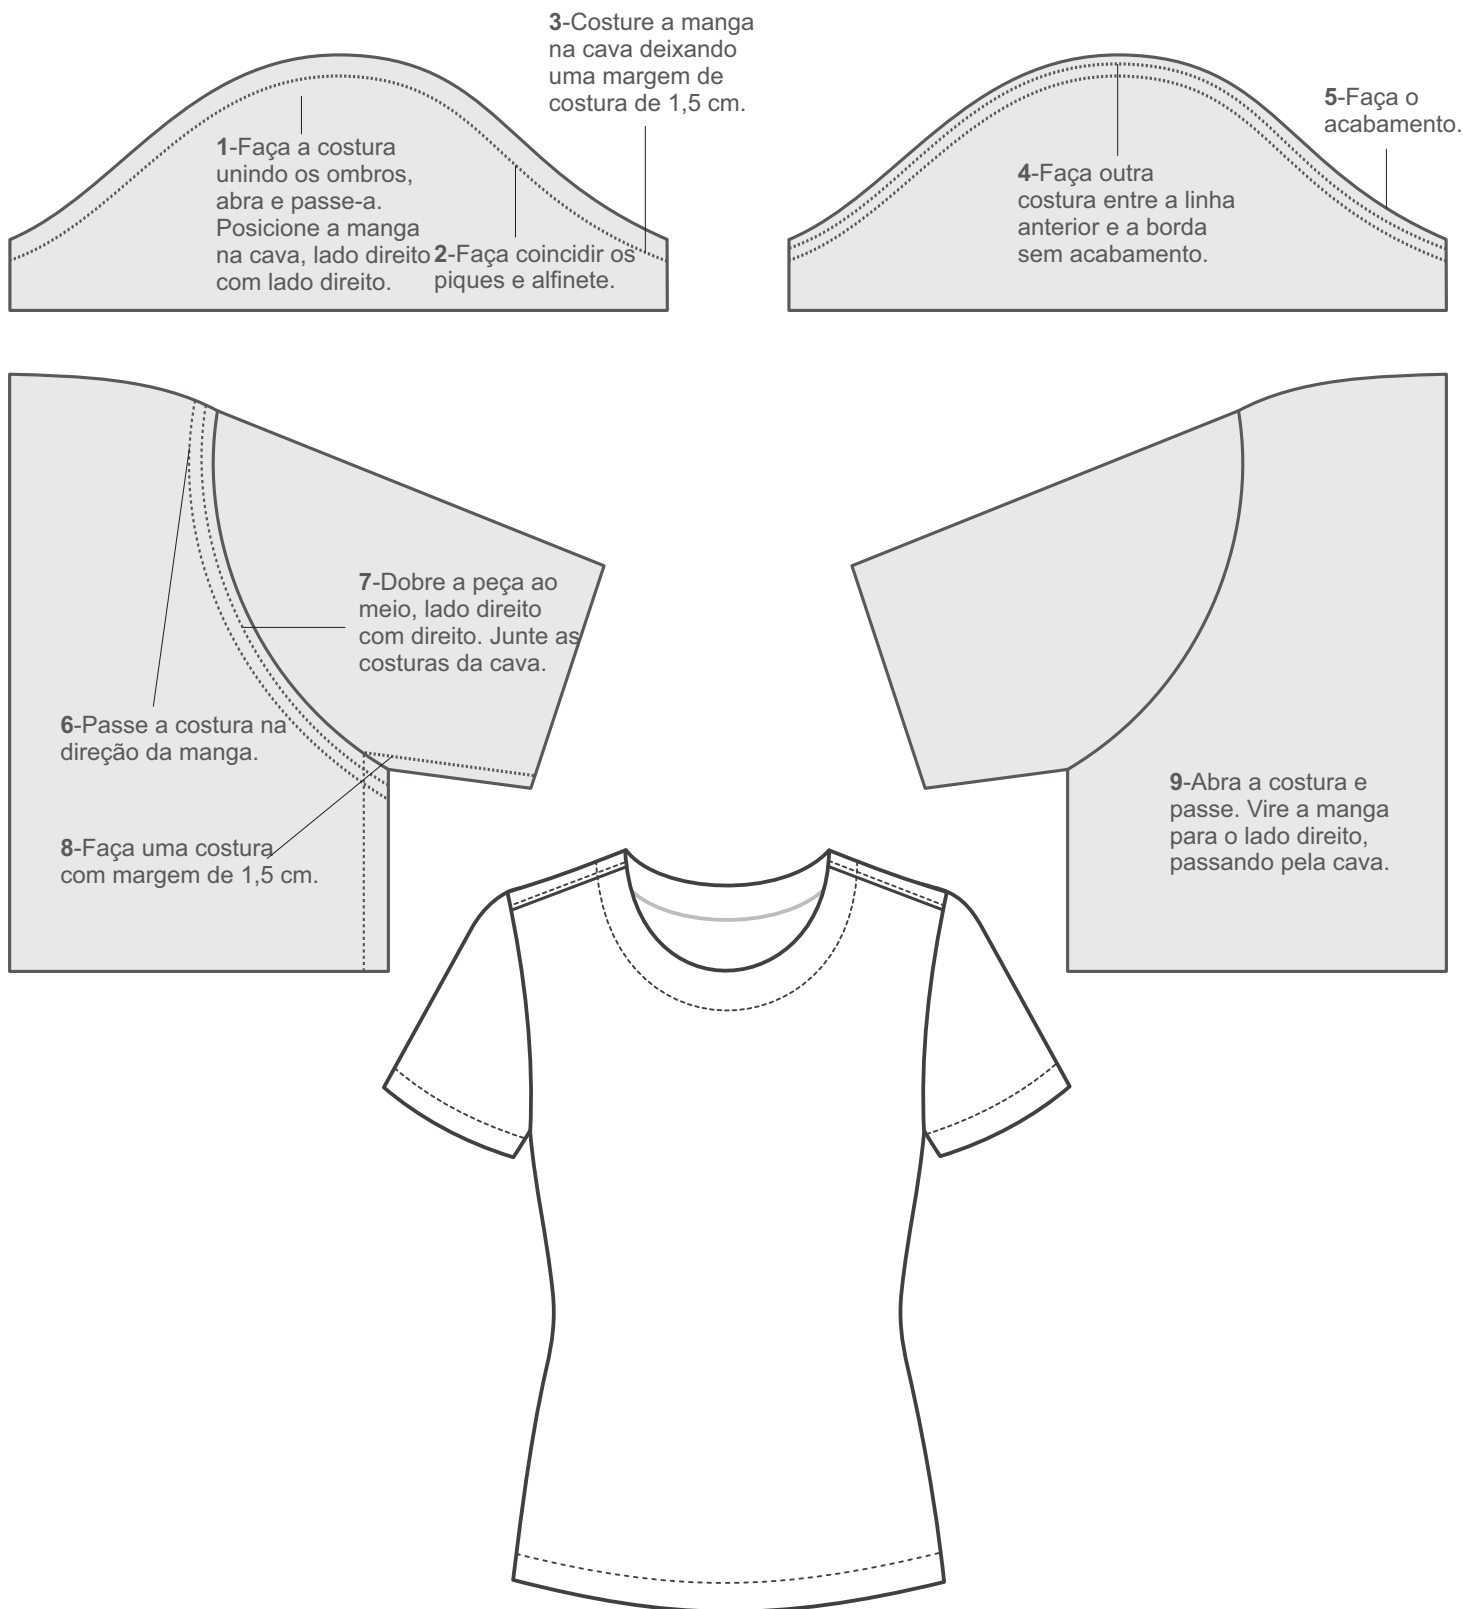 1-Faça a costura
unindo os ombros,
abra e passe-a.
Posicione a manga
na cava, lado direito
com lado direito.
2-Faça coincidir os
piques e alfinete.
3-Costure a manga
na cava deixando
uma margem de
costura de 1,5 cm.
4-Faça outra
costura entre a linha
anterior e a borda
sem acabamento.
5-Faça o
acabamento.
6-Passe a costura na
direção da manga.
7-Dobre a peça ao
meio, lado direito
com direito. Junte as
costuras da cava.
8-Faça uma costura
com margem de 1,5 cm.
9-Abra a costura e
passe. Vire a manga
para o lado direito,
passando pela cava.